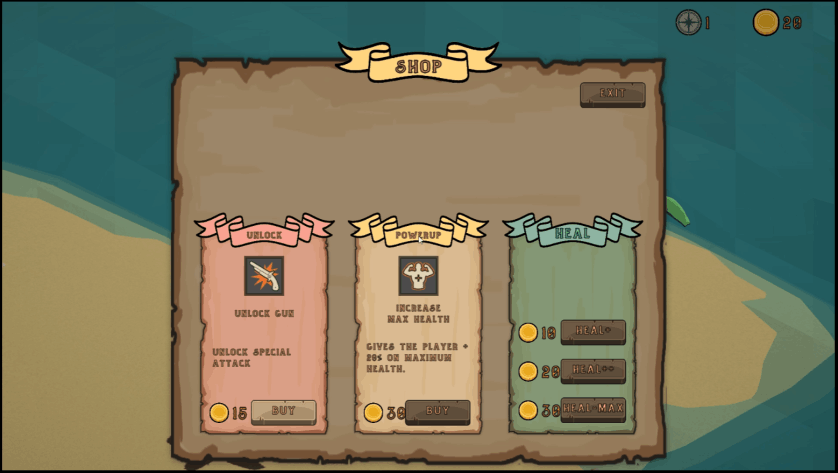 1 20
SHOP
EXIT
UNLOCK
POWERUP
HEAL
UNLOCK GUN
UNLOCK SPECIAL
ATTACK
15 BUY
INCREASE
MAX HEALTH
GIVES THE PLAYER +
20% ON MAXIMUM
HEALTH.
30 BUY
10 HEAL+
20 HEAL++
30 HEAL MAX